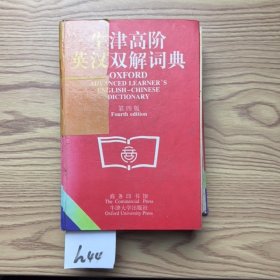 牛津高阶
英汉双解词典
OXFORD
ADVANCED LEARNER'S
ENGLISH-CHINESE
DICTIONARY
第四版
Fourth edition
商务印书馆
The Commercial Press
牛津大学出版社
Oxford University Press
h44